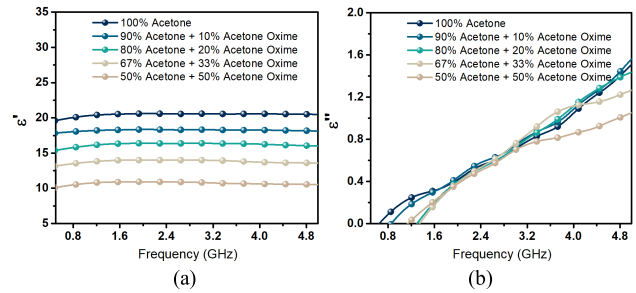 (a)
35
30
25
20
15
10
5
ε'
100% Acetone
90% Acetone + 10% Acetone Oxime
80% Acetone + 20% Acetone Oxime
67% Acetone + 33% Acetone Oxime
50% Acetone + 50% Acetone Oxime
0.8 1.6 2.4 3.2 4.0 4.8
Frequency (GHz)
(a)
(b)
2.0
1.6
1.2
0.8
0.4
0.0
ε"
100% Acetone
90% Acetone + 10% Acetone Oxime
80% Acetone + 20% Acetone Oxime
67% Acetone + 33% Acetone Oxime
50% Acetone + 50% Acetone Oxime
0.8 1.6 2.4 3.2 4.0 4.8
Frequency (GHz)
(b)